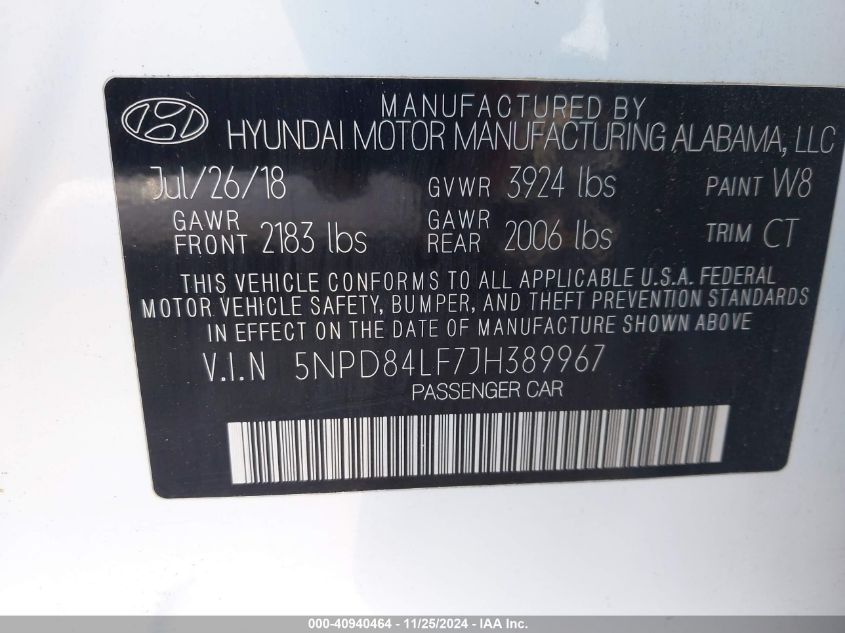 MANUFACTURED BY
HYUNDAI MOTOR MANUFACTURING ALABAMA, LLC
Jul/26/18 GVWR 3924 lbs PAINT W8
GAWR FRONT 2183 lbs GAWR REAR 2006 lbs TRIM CT
THIS VEHICLE CONFORMS TO ALL APPLICABLE U.S.A. FEDERAL
MOTOR VEHICLE SAFETY, BUMPER, AND THEFT PREVENTION STANDARDS
IN EFFECT ON THE DATE OF MANUFACTURE SHOWN ABOVE
V.I.N 5NPD84LF7JH389967
PASSENGER CAR
000-40940464 - 11/25/2024 - © IAA, Inc.